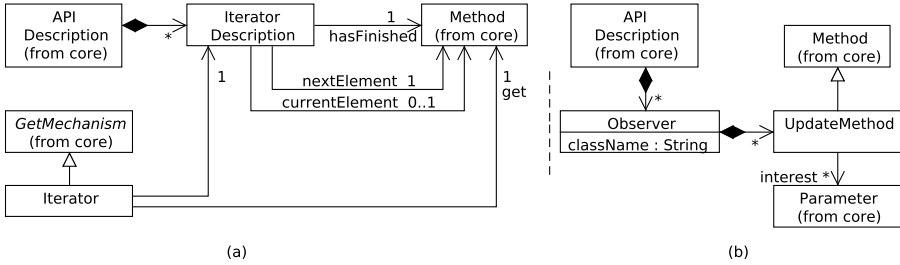 API
Description
(from core)
*
Iterator
Description
1
hasFinished
Method
(from core)
nextElement 1
currentElement 0..1
1
1
get
GetMechanism
(from core)
Iterator
(a)
API
Description
(from core)
*
Method
(from core)
Observer
className : String
*
UpdateMethod
interest *
Parameter
(from core)
(b)